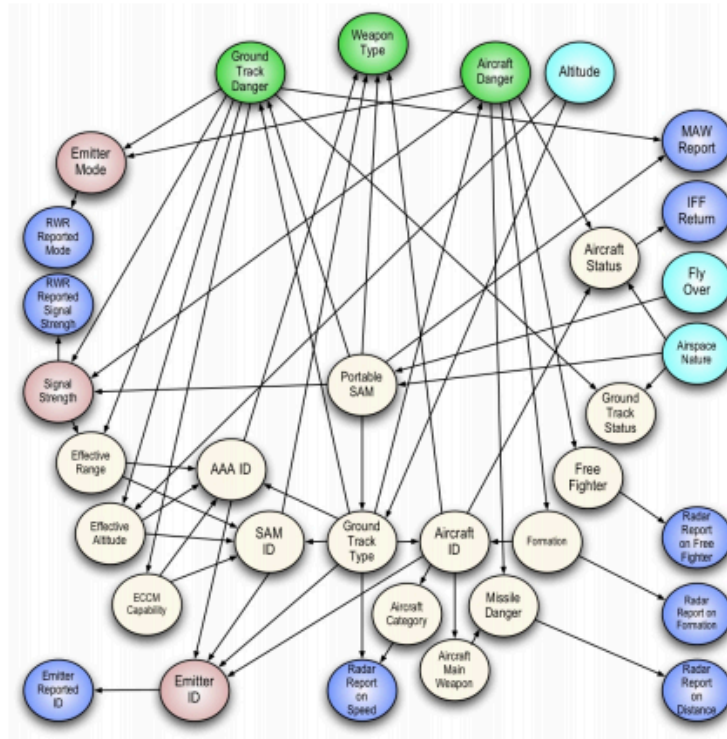 Ground
Track
Danger
Weapon
Type
Aircraft
Danger
Altitude
Emitter
Mode
MAW
Report
RWR
Reported
Mode
IFF
Return
Aircraft
Status
RWR
Reported
Signal
Strengh
Fly
Over
Airspace
Nature
Signal
Strength
Portable
SAM
Ground
Track
Status
Effective
Range
AAA ID
Free
Fighter
Effective
Altitude
SAM
ID
Ground
Track
Type
Aircraft
ID
Formation
Radar
Report
on Free
Fighter
ECCM
Capability
Aircraft
Category
Missile
Danger
Radar
Report on
Formation
Aircraft
Main
Weapon
Emitter
Reported
ID
Emitter
ID
Radar
Report
on
Speed
Radar
Report
on
Distance